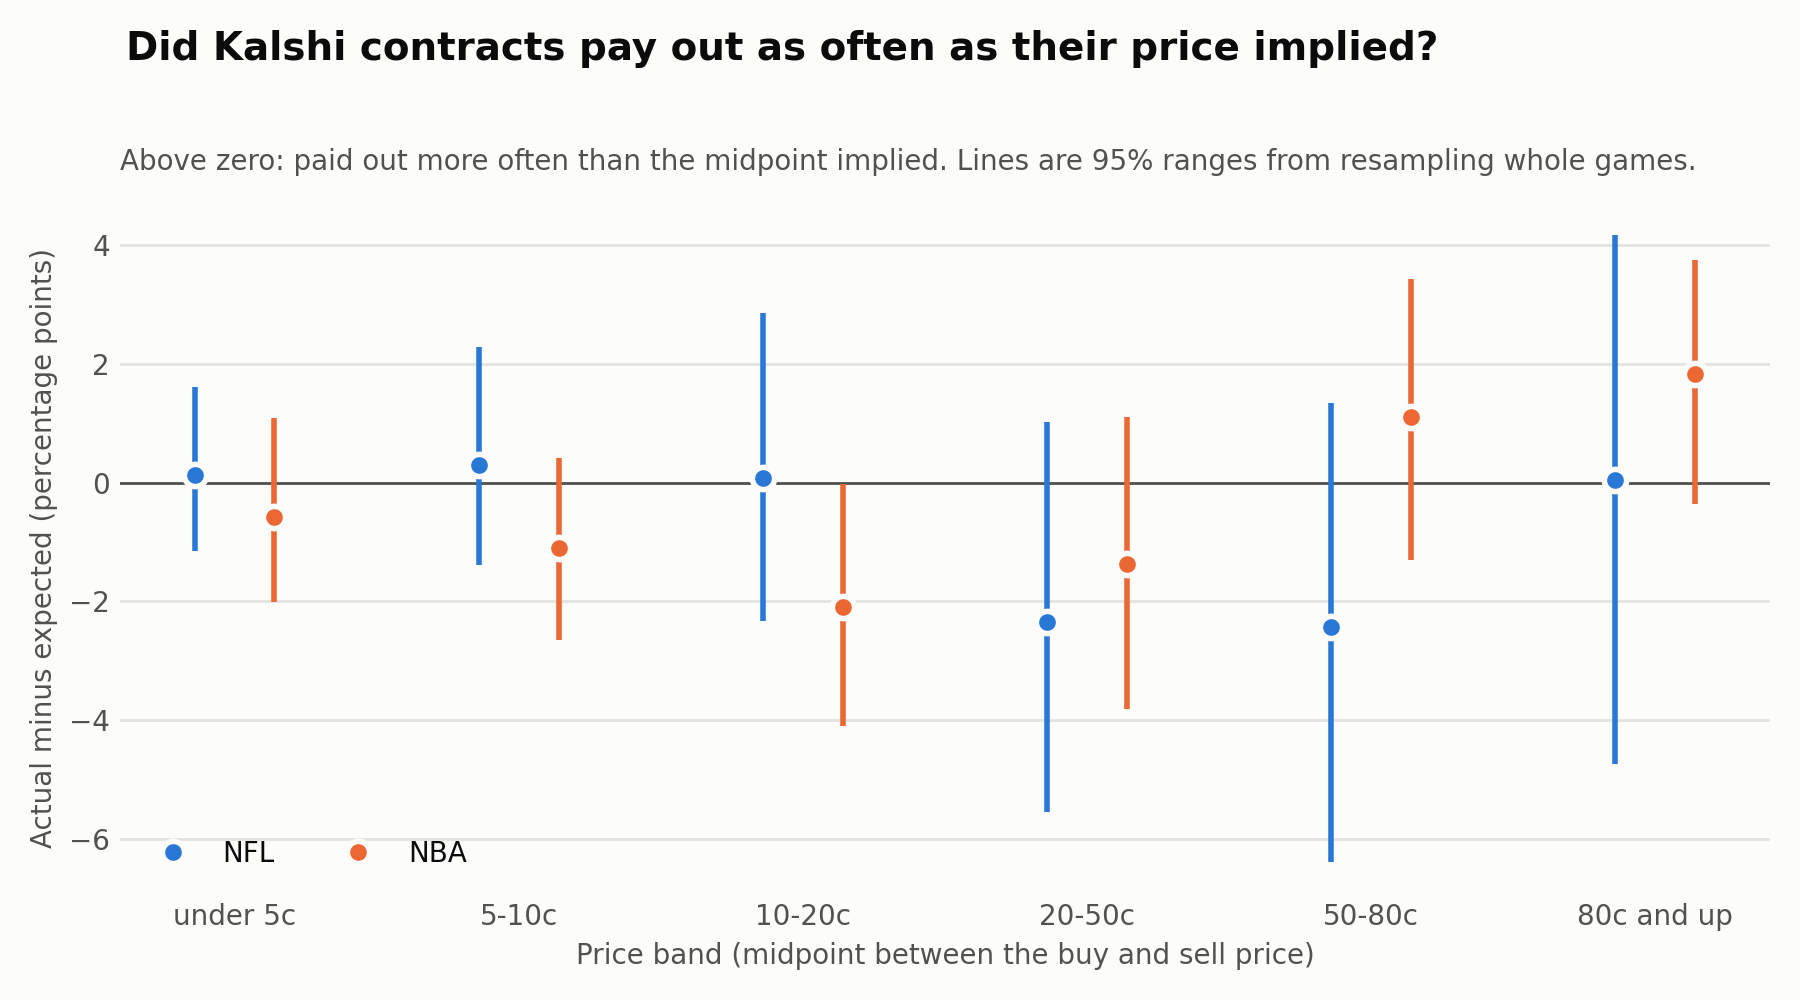 Did Kalshi contracts pay out as often as their price implied?
Above zero: paid out more often than the midpoint implied. Lines are 95% ranges from resampling whole games.
Actual minus expected (percentage points)
4
2
0
−2
−4
−6
NFL NBA
under 5c 5-10c 10-20c 20-50c 50-80c 80c and up
Price band (midpoint between the buy and sell price)